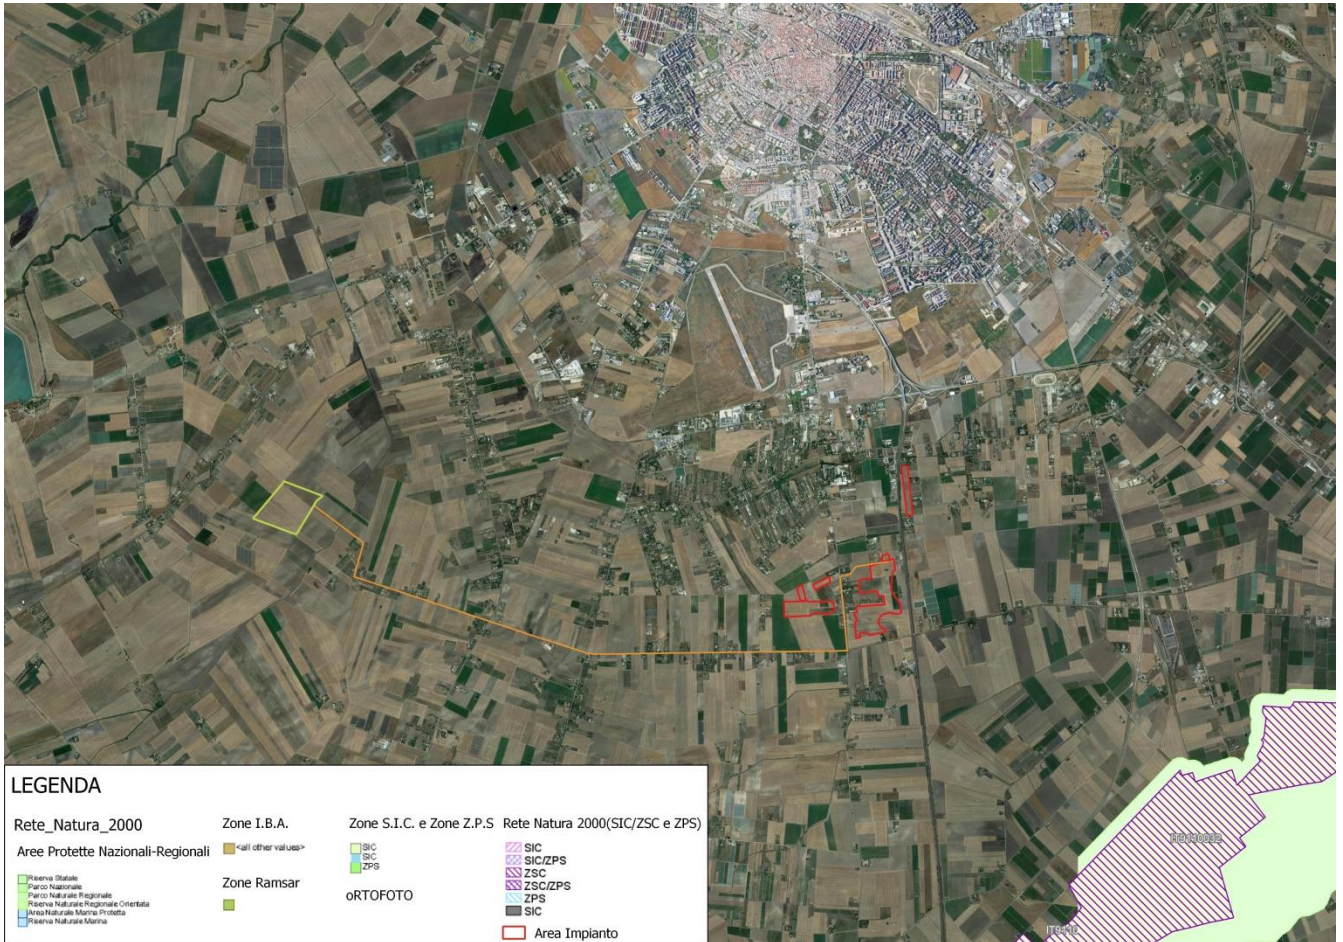 IT9110032
IT9110
LEGENDA
Rete_Natura_2000
Aree Protette Nazionali-Regionali
Riserva Statale
Parco Nazionale
Parco Naturale Regionale
Riserva Naturale Regionale Orientata
Area Naturale Marina Protetta
Riserva Naturale Marina
Zone I.B.A.
<all other values>
Zone Ramsar
Zone S.I.C. e Zone Z.P.S
SIC
SIC
ZPS
oRTOFOTO
Rete Natura 2000(SIC/ZSC e ZPS)
SIC
SIC/ZPS
ZSC
ZSC/ZPS
ZPS
SIC
Area Impianto